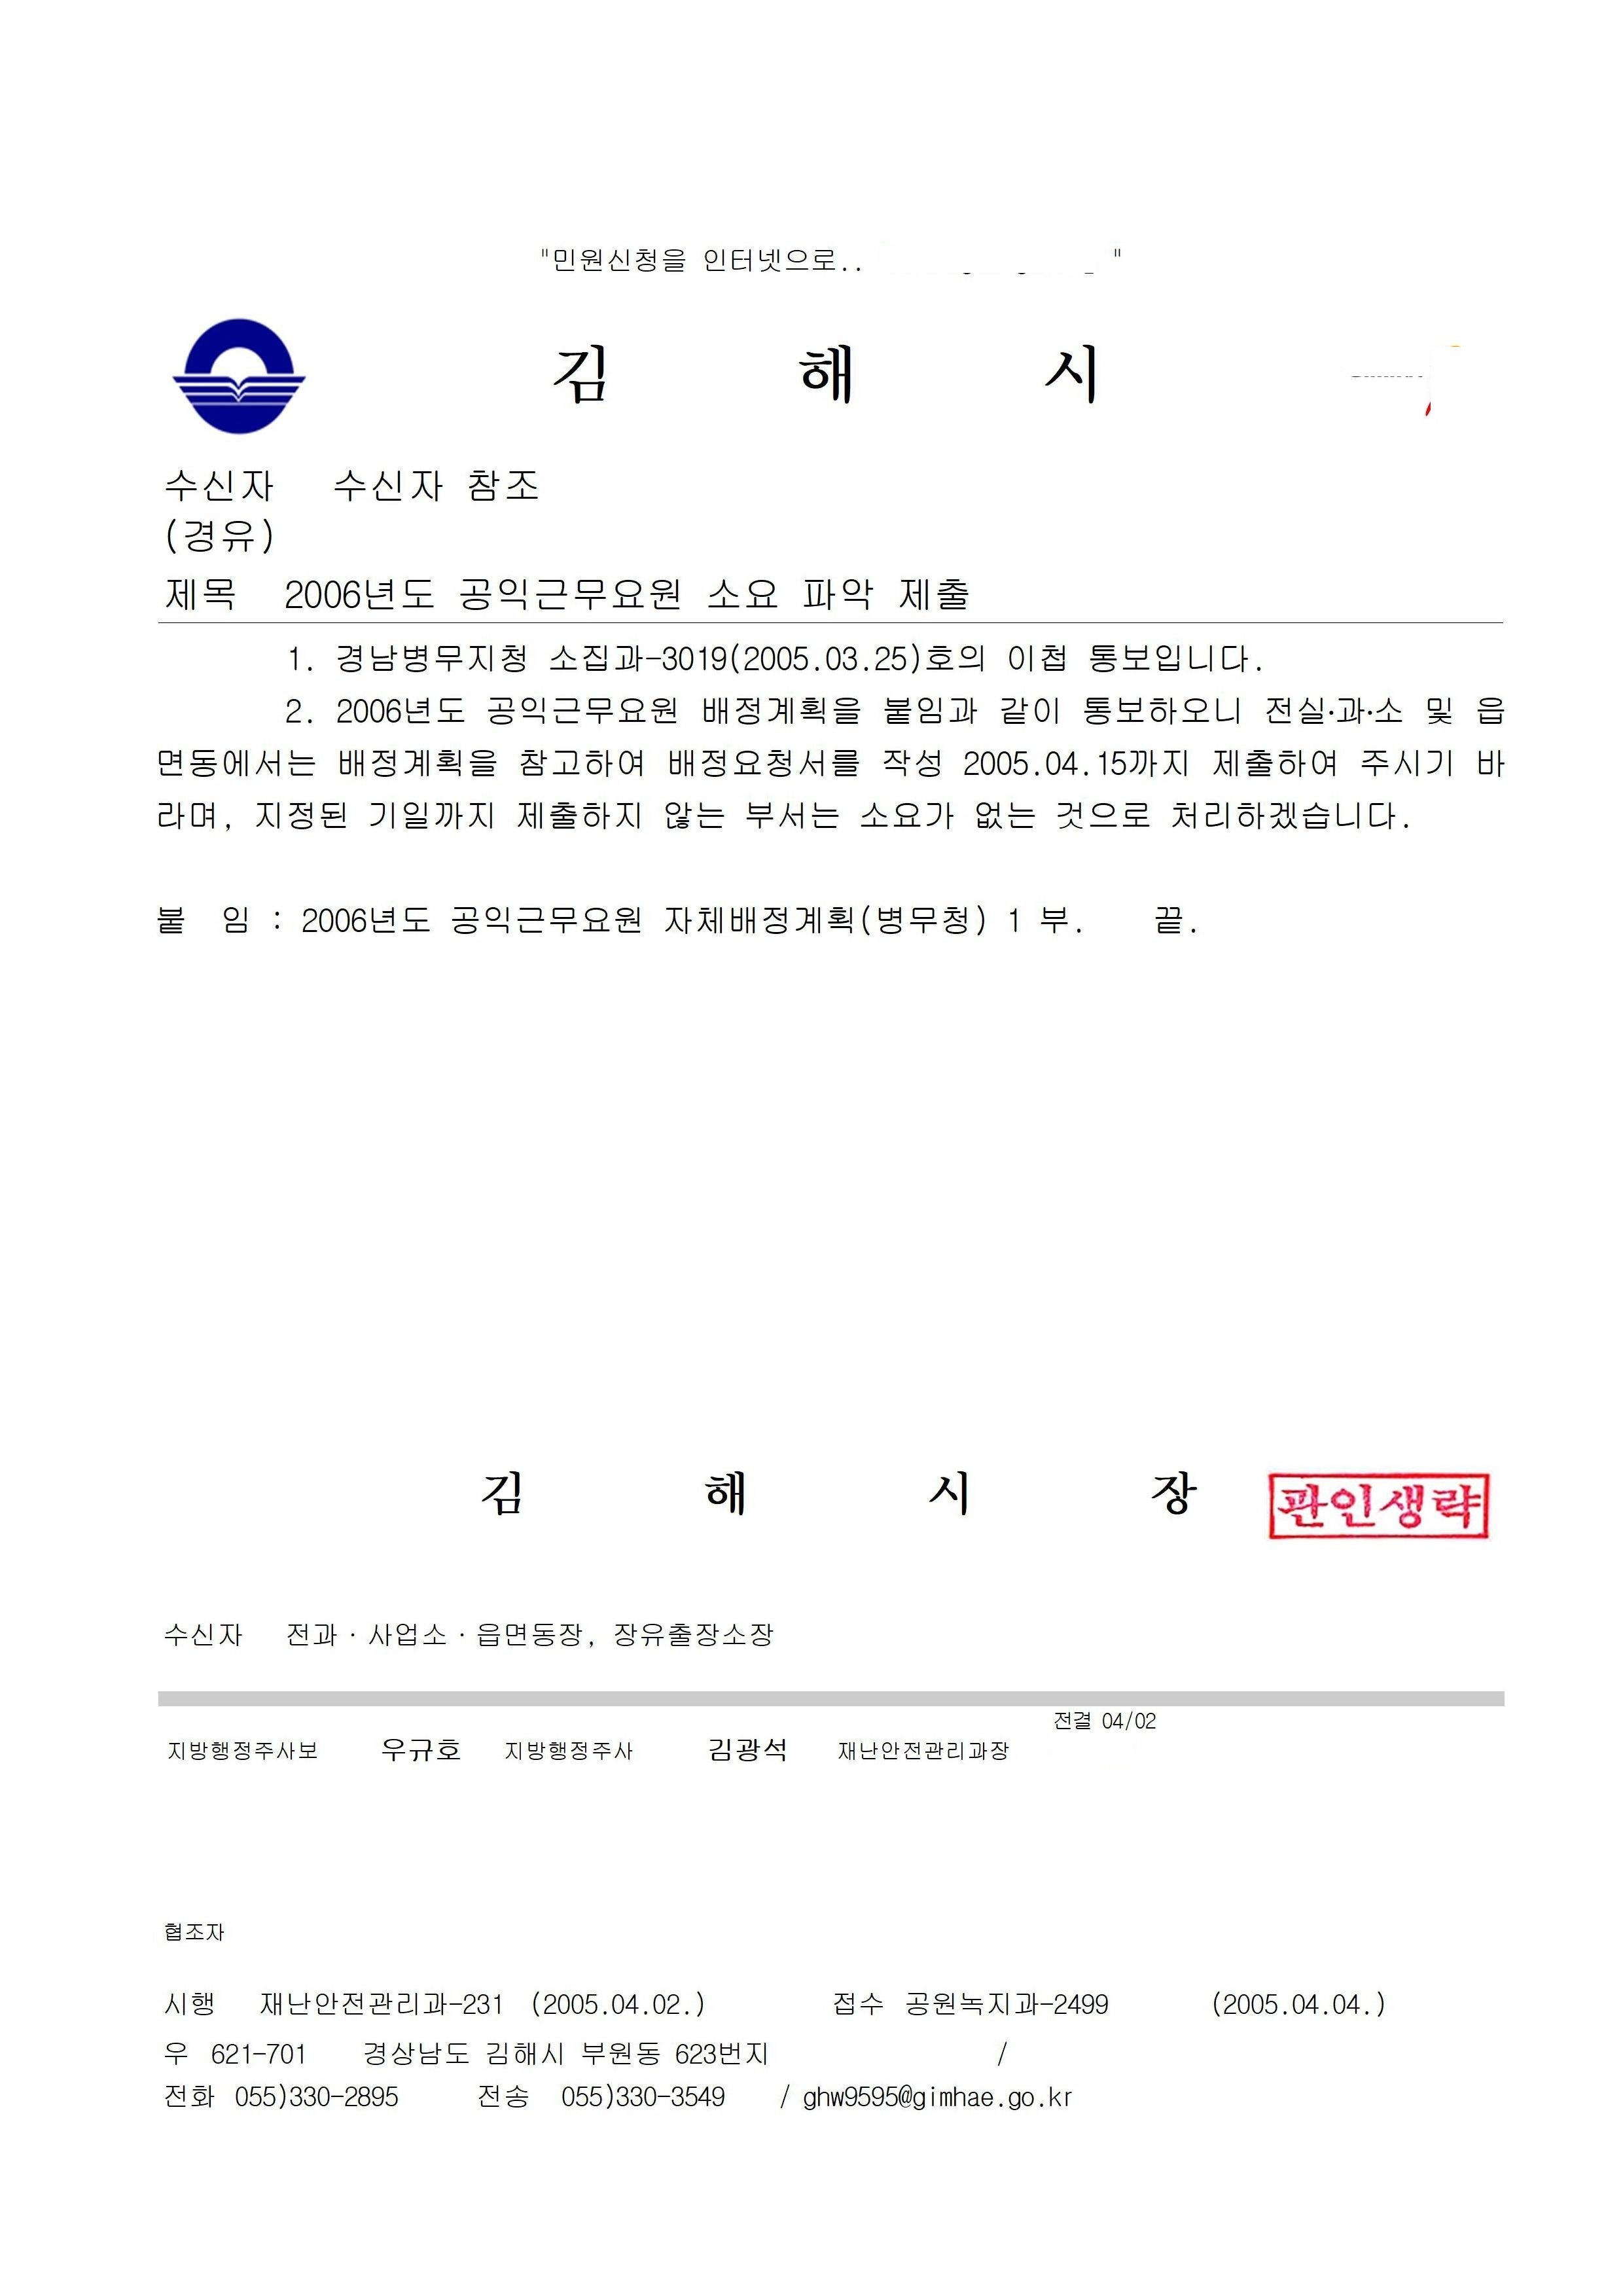 "민원신청을 인터넷으로.. "
김 해 시
수신자 수신자 참조
(경유)
제목 2006년도 공익근무요원 소요 파악 제출
1. 경남병무지청 소집과-3019(2005.03.25)호의 이첩 통보입니다.
2. 2006년도 공익근무요원 배정계획을 붙임과 같이 통보하오니 전실·과·소 및 읍
면동에서는 배정계획을 참고하여 배정요청서를 작성 2005.04.15까지 제출하여 주시기 바
라며, 지정된 기일까지 제출하지 않는 부서는 소요가 없는 것으로 처리하겠습니다.
붙 임 : 2006년도 공익근무요원 자체배정계획(병무청) 1 부. 끝.
김 해 시 장 관인생략
수신자 전과·사업소·읍면동장, 장유출장소장
전결 04/02
지방행정주사보 우규호 지방행정주사 김광석 재난안전관리과장
협조자
시행 재난안전관리과-231 (2005.04.02.) 접수 공원녹지과-2499 (2005.04.04.)
우 621-701 경상남도 김해시 부원동 623번지 /
전화 055)330-2895 전송 055)330-3549 / ghw9595@gimhae.go.kr